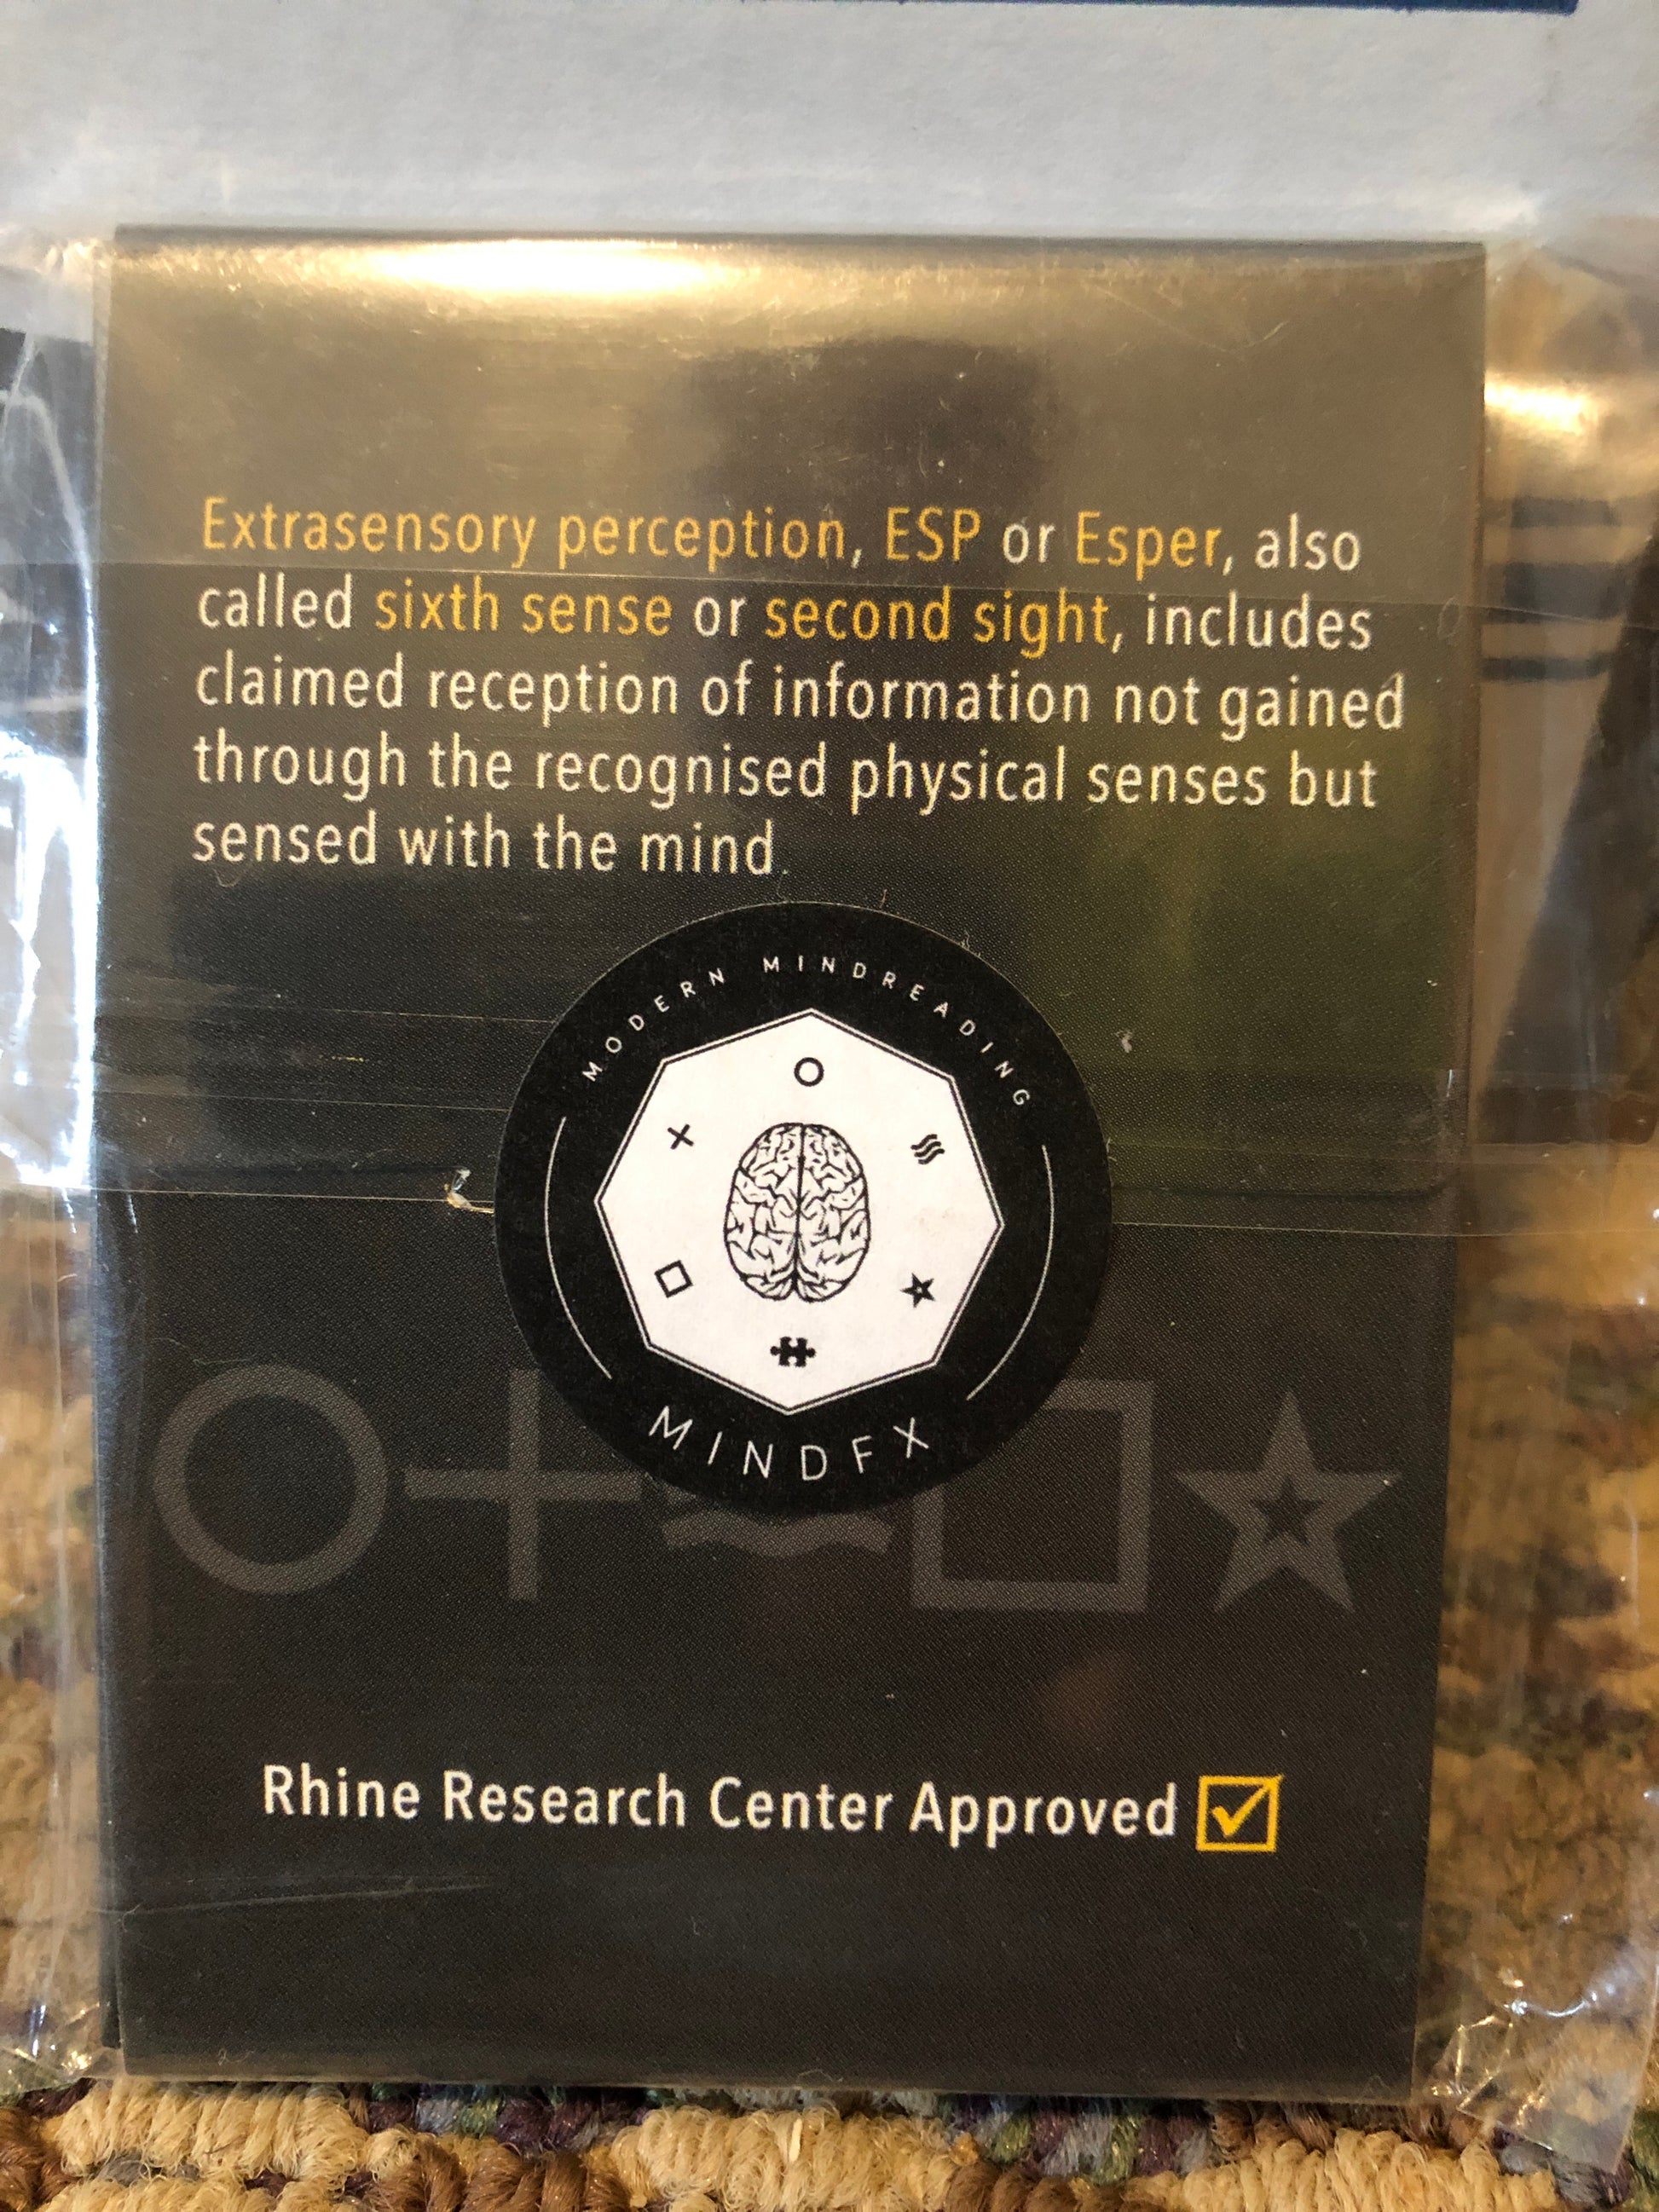 Extrasensory perception, ESP or Esper, also
called sixth sense or second sight, includes
claimed reception of information not gained
through the recognised physical senses but
sensed with the mind.
MODERN MINDREADING
MINDFX
Rhine Research Center Approved